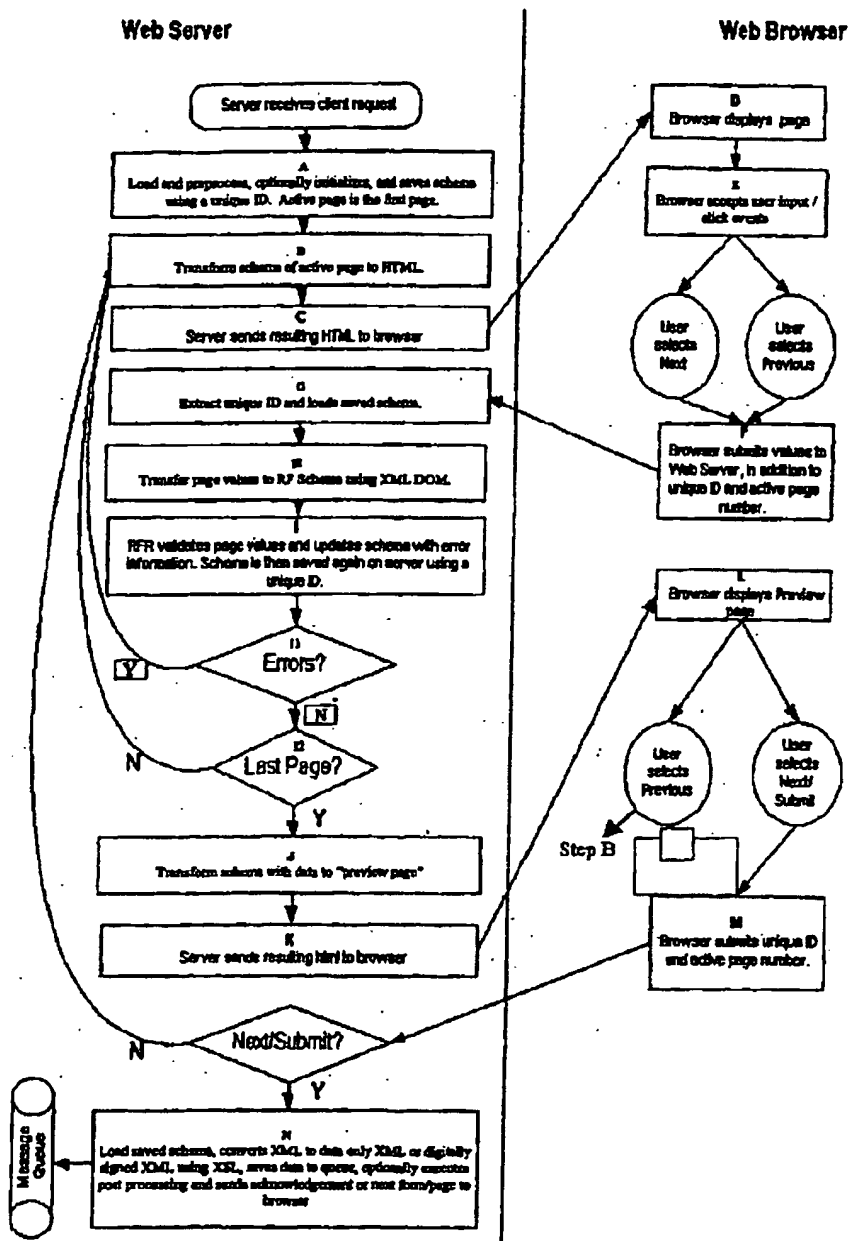 Web Server
Web Browser
Server receives client request
A
Load and preprocess, optionally initializes, and saves schema
using a unique ID. Active page is the first page.
B
Transform schema of active page to HTML.
C
Server sends resulting HTML to browser
D
Browser displays page
Browser accepts user input /
click events
User
selects
Next
User
selects
Previous
F
Browser submits values to
Web Server, in addition to
unique ID and active page
number.
G
Extract unique ID and loads saved schema.
H
Transfer page values to RF Schema using XML DOM.
I
RFR validates page values and updates schema with error
information. Schema is then saved again on server using a
unique ID.
Errors?
Y
N
Last Page?
N
Y
J
Transform schema with data to "preview page"
K
Server sends resulting html to browser
L
Browser displays Preview
page
User
selects
Previous
User
selects
Next/
Submit
Step B
M
Browser submits unique ID
and active page number.
Next/Submit?
N
Y
N
Load saved schema, converts XML to data only XML or digitally
signed XML using XSL, saves data to queue, optionally executes
post processing and sends acknowledgement or next form/page to
browser
Message
Queue